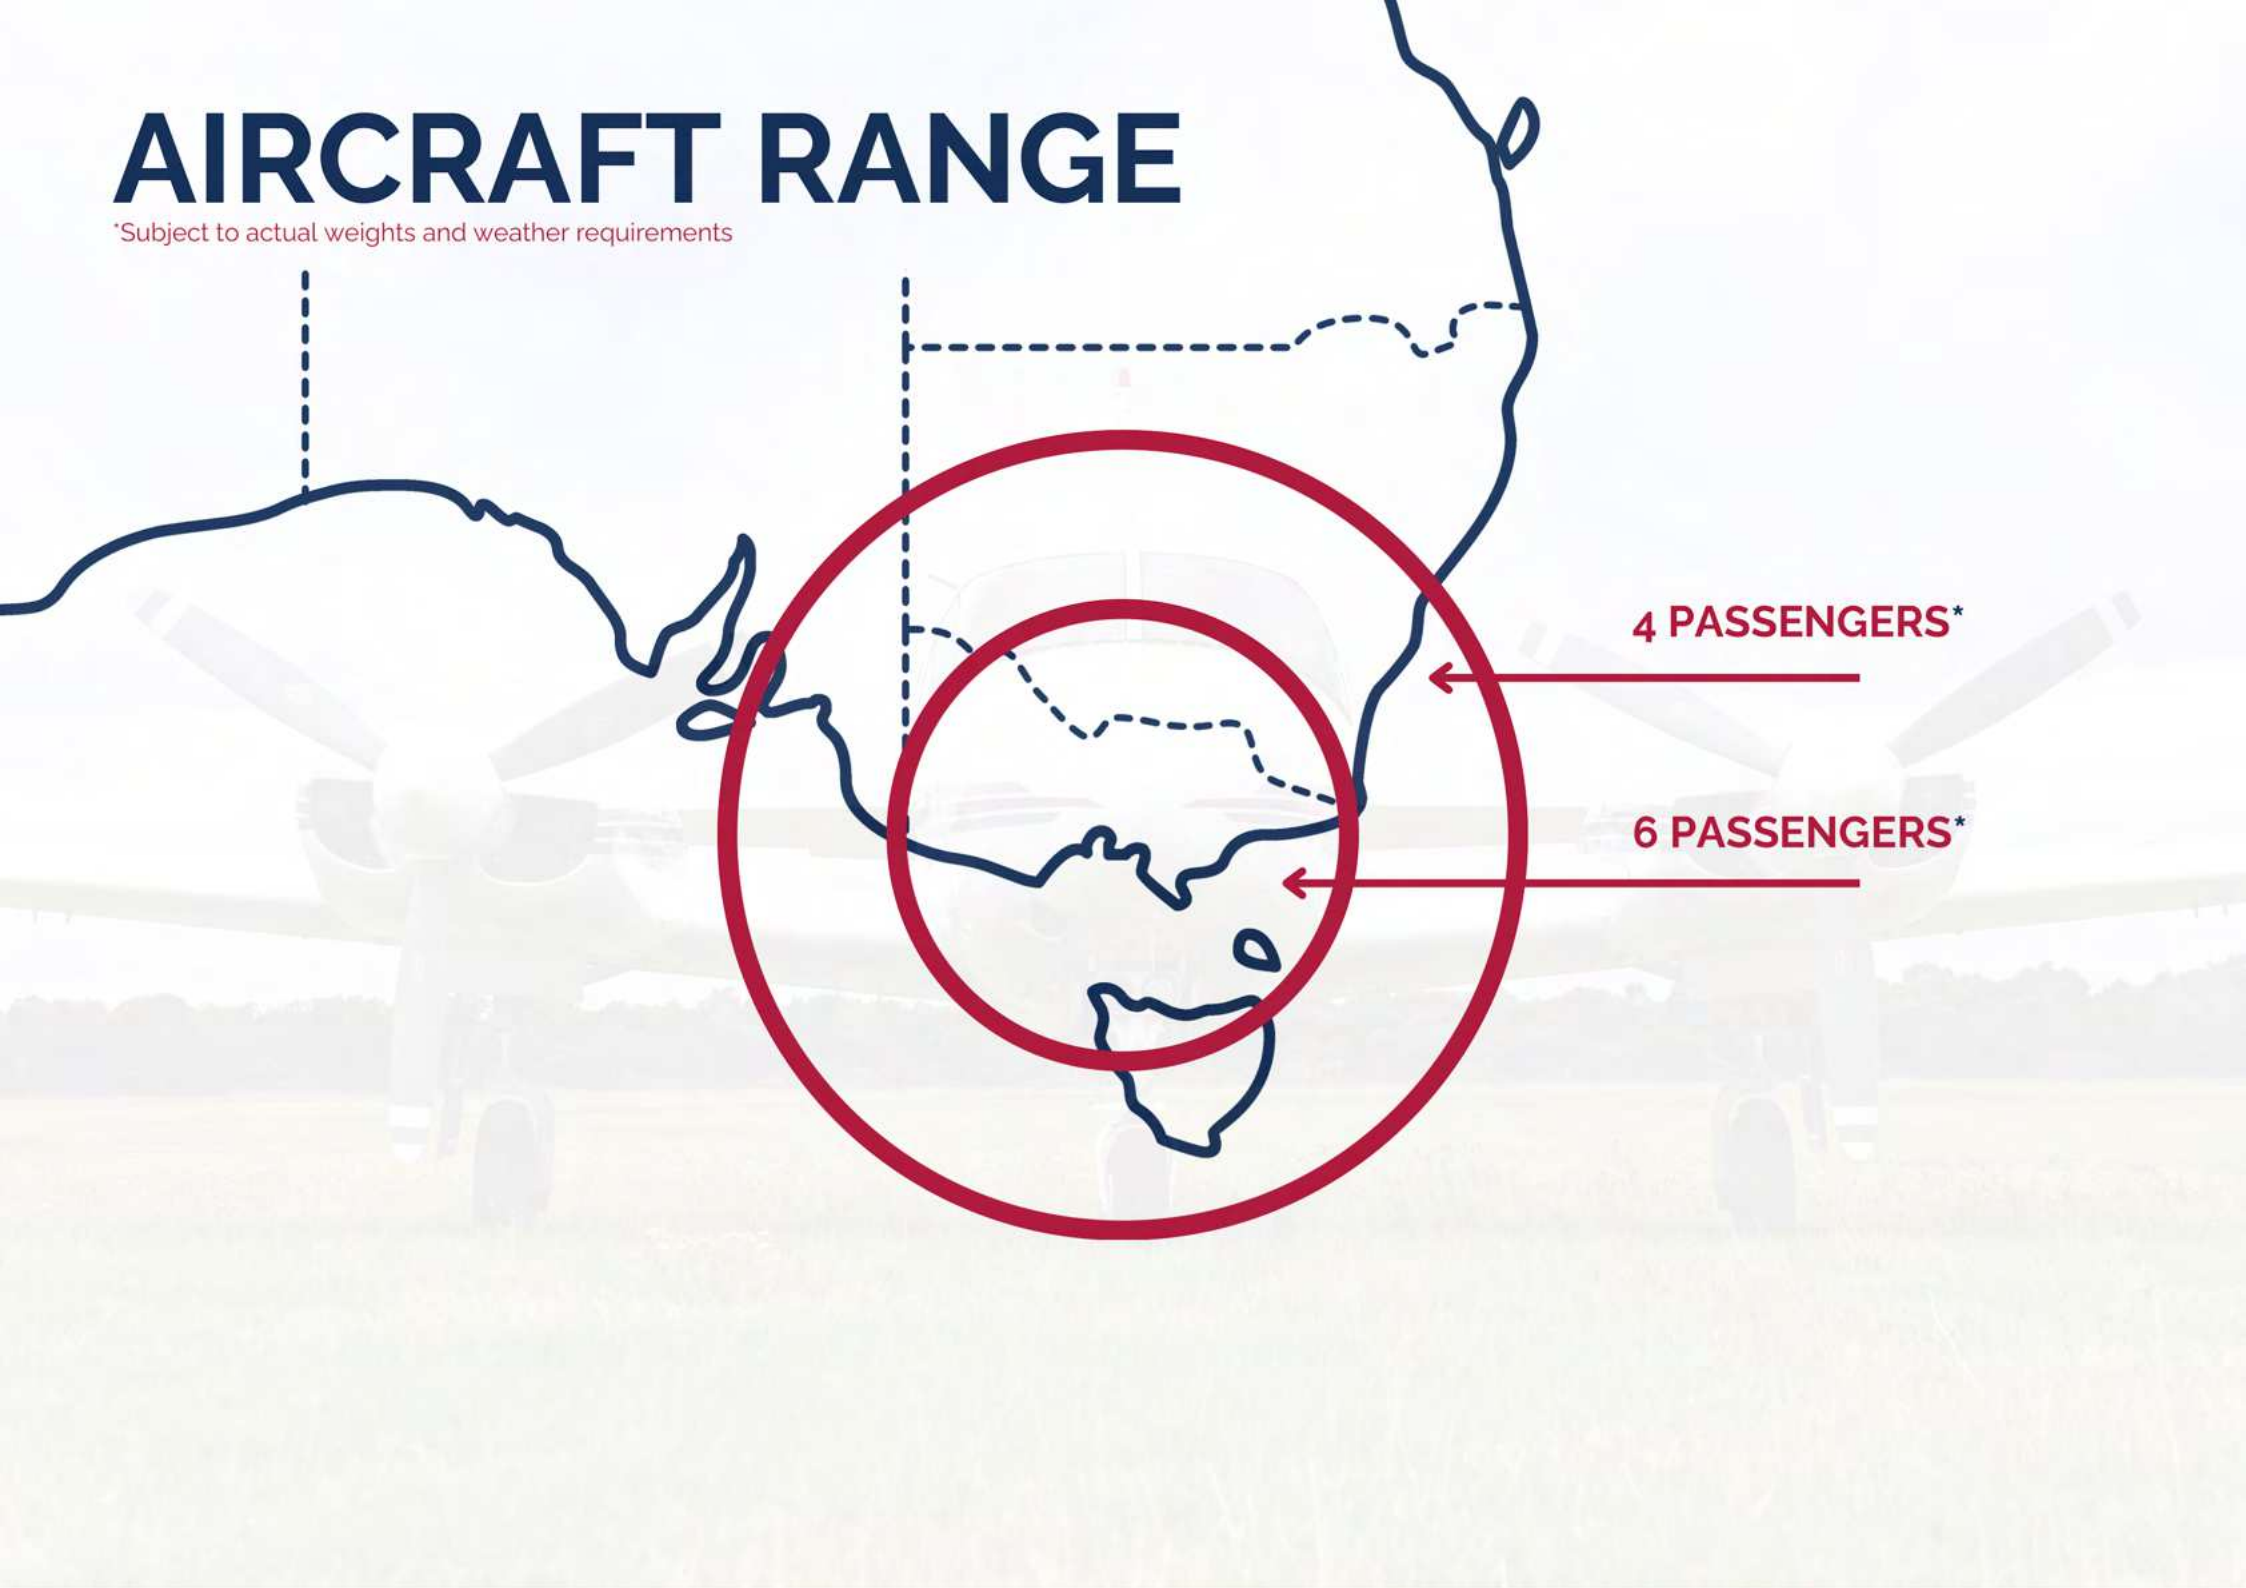 AIRCRAFT RANGE
*Subject to actual weights and weather requirements
4 PASSENGERS*
6 PASSENGERS*